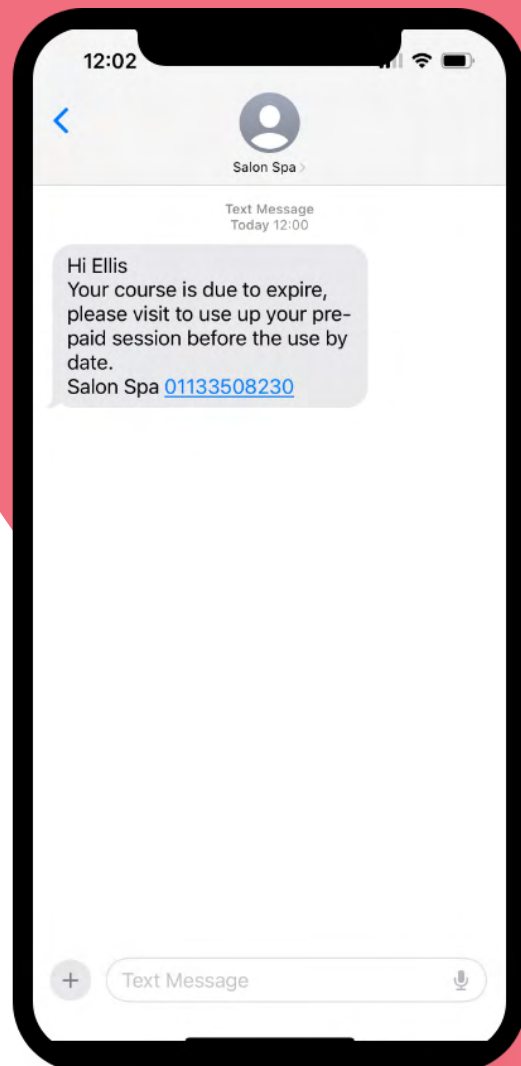 12:02
Salon Spa
Text Message
Today 12:00
Hi Ellis
Your course is due to expire,
please visit to use up your pre-
paid session before the use by
date.
Salon Spa 01133508230
Text Message